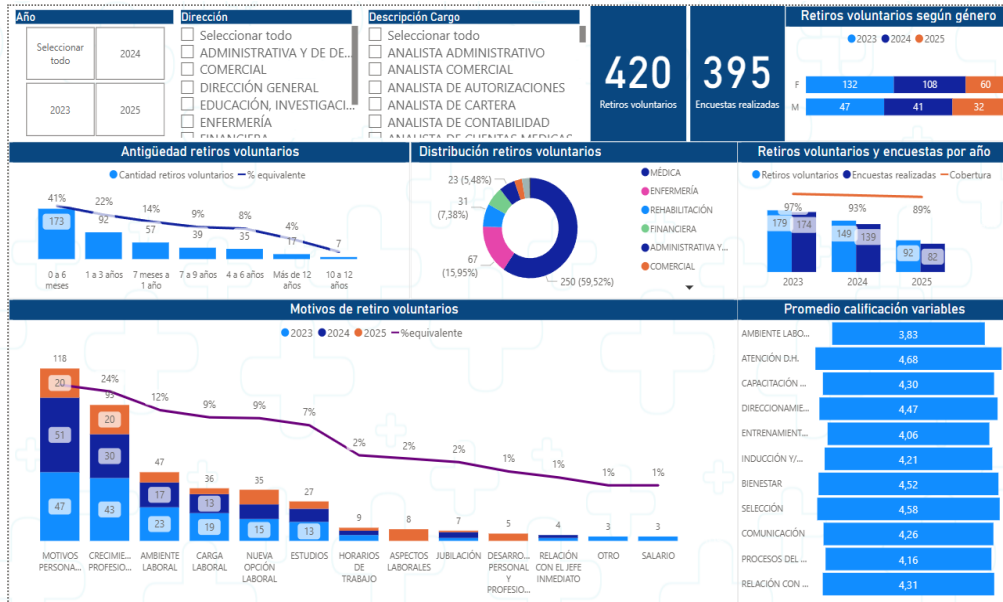 Año
Seleccionar todo
2024
2023
2025
Dirección
Seleccionar todo
ADMINISTRATIVA Y DE DE...
COMERCIAL
DIRECCIÓN GENERAL
EDUCACIÓN, INVESTIGACI...
ENFERMERÍA
FINANCIERA
Descripción Cargo
Seleccionar todo
ANALISTA ADMINISTRATIVO
ANALISTA COMERCIAL
ANALISTA DE AUTORIZACIONES
ANALISTA DE CARTERA
ANALISTA DE CONTABILIDAD
ANALISTA DE CUENTAS MEDICAS
420
Retiros voluntarios
395
Encuestas realizadas
Retiros voluntarios según género
2023 2024 2025
F 132 108 60
M 47 41 32
Antigüedad retiros voluntarios
Cantidad retiros voluntarios % equivalente
41% 22% 14% 9% 8% 4%
173 92 57 39 35 17 7
0 a 6 meses
1 a 3 años
7 meses a 1 año
7 a 9 años
4 a 6 años
Más de 12 años
10 a 12 años
Distribución retiros voluntarios
23 (5,48%)
31 (7,38%)
67 (15,95%)
250 (59,52%)
MÉDICA
ENFERMERÍA
REHABILITACIÓN
FINANCIERA
ADMINISTRATIVA Y...
COMERCIAL
Retiros voluntarios y encuestas por año
Retiros voluntarios Encuestas realizadas Cobertura
97% 93% 89%
179 174 149 139 92 82
2023 2024 2025
Motivos de retiro voluntarios
2023 2024 2025 %equivalente
118 24% 12% 9% 9% 7% 2% 2% 2% 1% 1% 1% 1%
93 47 36 35 27 9 8 7 5 4 3 3
20 20
51 30 17 13
47 43 23 19 15 13
MOTIVOS PERSONA...
CRECIMIE... PROFESIO...
AMBIENTE LABORAL
CARGA LABORAL
NUEVA OPCIÓN LABORAL
ESTUDIOS
HORARIOS DE TRABAJO
ASPECTOS LABORALES
JUBILACIÓN
DESARRO... PERSONAL Y PROFESIO...
RELACIÓN CON EL JEFE INMEDIATO
OTRO
SALARIO
Promedio calificación variables
AMBIENTE LABO... 3,83
ATENCIÓN D.H. 4,68
CAPACITACIÓN ... 4,30
DIRECCIONAMIE... 4,47
ENTRENAMIENT... 4,06
INDUCCIÓN Y/... 4,21
BIENESTAR 4,52
SELECCIÓN 4,58
COMUNICACIÓN 4,26
PROCESOS DEL ... 4,16
RELACIÓN CON ... 4,31